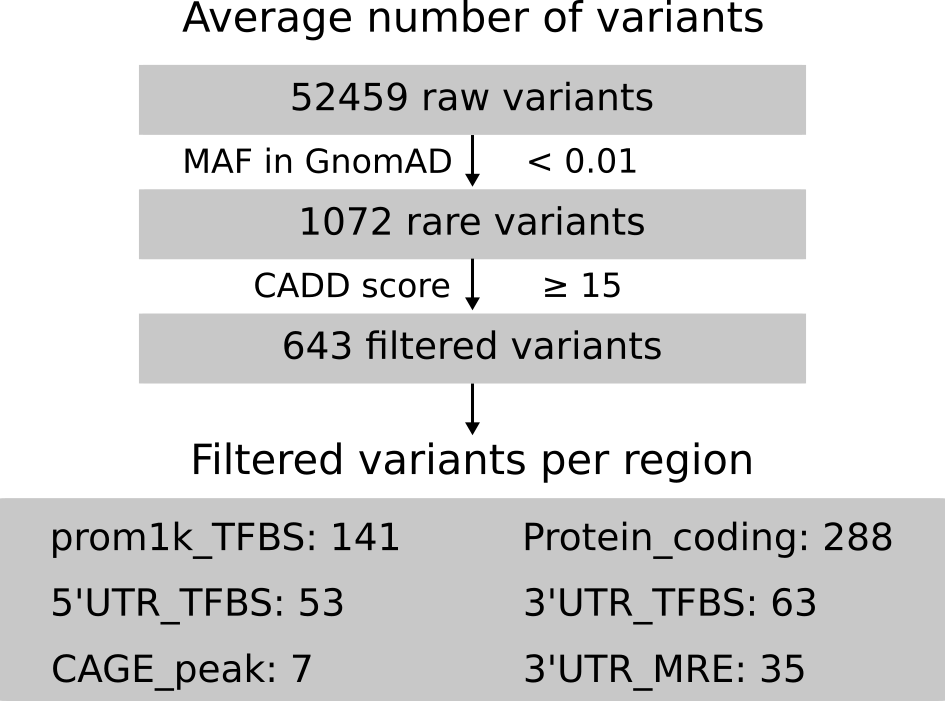 Average number of variants
52459 raw variants
MAF in GnomAD < 0.01
1072 rare variants
CADD score ≥ 15
643 filtered variants
Filtered variants per region
prom1k_TFBS: 141 Protein_coding: 288
5'UTR_TFBS: 53 3'UTR_TFBS: 63
CAGE_peak: 7 3'UTR_MRE: 35